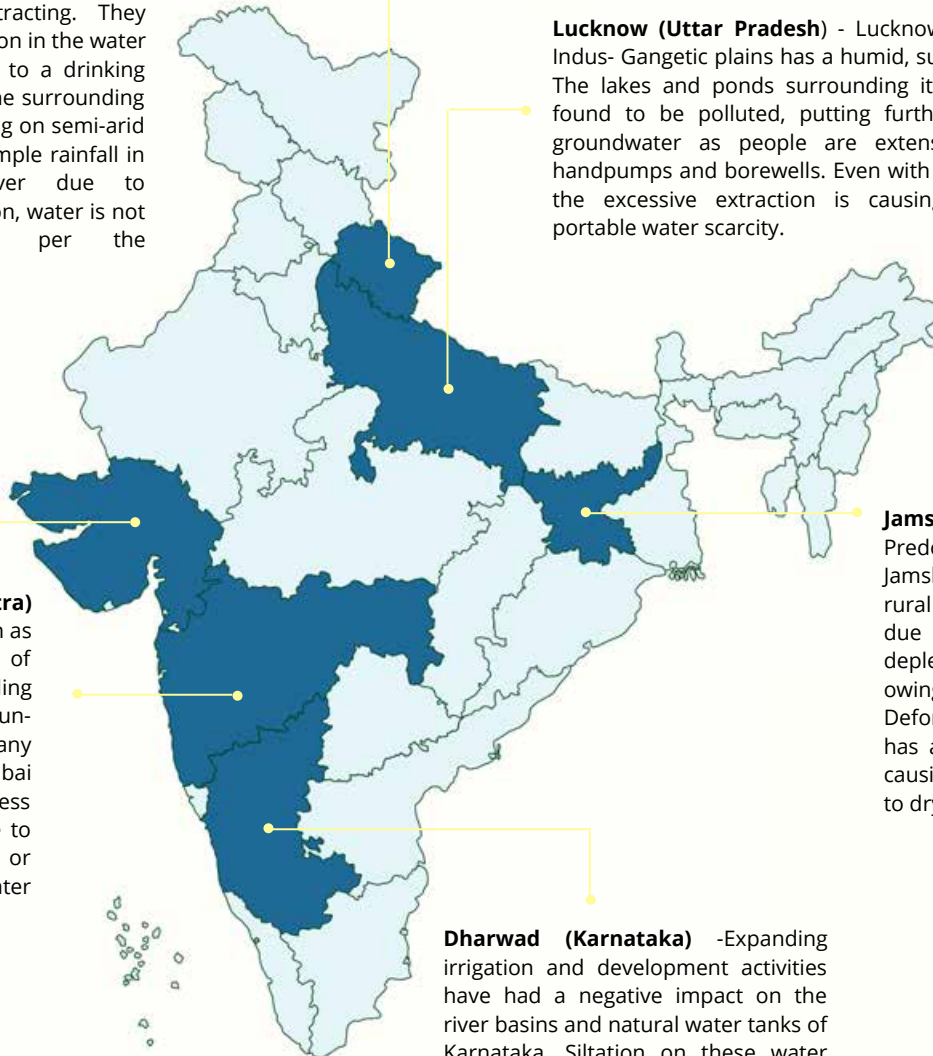 tracting. They
on in the water
to a drinking
he surrounding
g on semi-arid
mple rainfall in
ver due to
on, water is not
per the
Lucknow (Uttar Pradesh) - Lucknow
Indus- Gangetic plains has a humid, su
The lakes and ponds surrounding it
found to be polluted, putting furth
groundwater as people are extens
handpumps and borewells. Even with
the excessive extraction is causing
portable water scarcity.
tra)
n as
of
ling
un-
any
bai
ess
to
or
ater
Jams
Predo
Jamsl
rural
due
deple
owing
Defor
has a
causi
to dry
Dharwad (Karnataka) -Expanding
irrigation and development activities
have had a negative impact on the
river basins and natural water tanks of
Karnataka. Siltation on these water